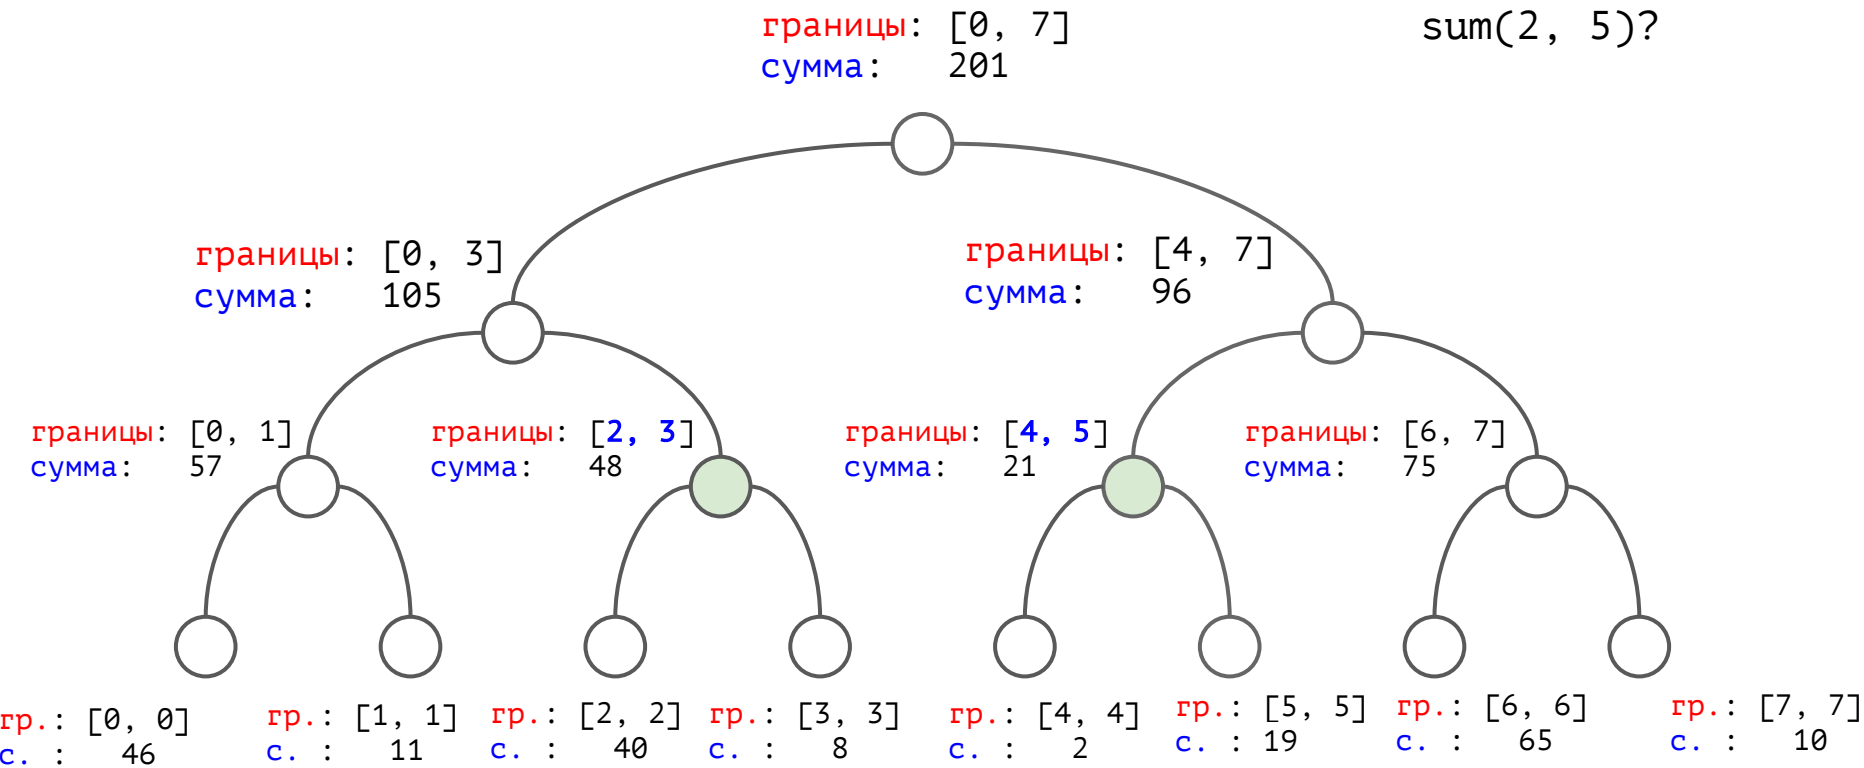 границы: [0, 7]
сумма: 201
sum(2, 5)?
границы: [0, 3]
сумма: 105
границы: [4, 7]
сумма: 96
границы: [0, 1]
сумма: 57
границы: [2, 3]
сумма: 48
границы: [4, 5]
сумма: 21
границы: [6, 7]
сумма: 75
гр.: [0, 0]
с. : 46
гр.: [1, 1]
с. : 11
гр.: [2, 2]
с. : 40
гр.: [3, 3]
с. : 8
гр.: [4, 4]
с. : 2
гр.: [5, 5]
с. : 19
гр.: [6, 6]
с. : 65
гр.: [7, 7]
с. : 10